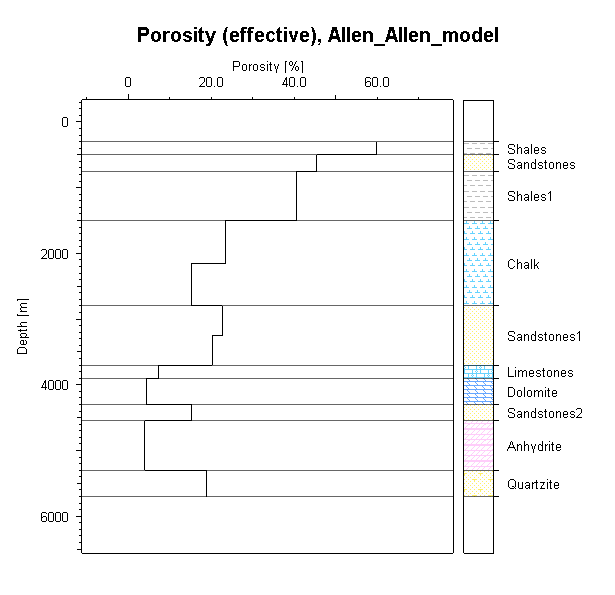 Porosity (effective), Allen_Allen_model
Porosity [%]
0 20.0 40.0 60.0
0
2000
4000
6000
Depth [m]
Shales
Sandstones
Shales1
Chalk
Sandstones1
Limestones
Dolomite
Sandstones2
Anhydrite
Quartzite